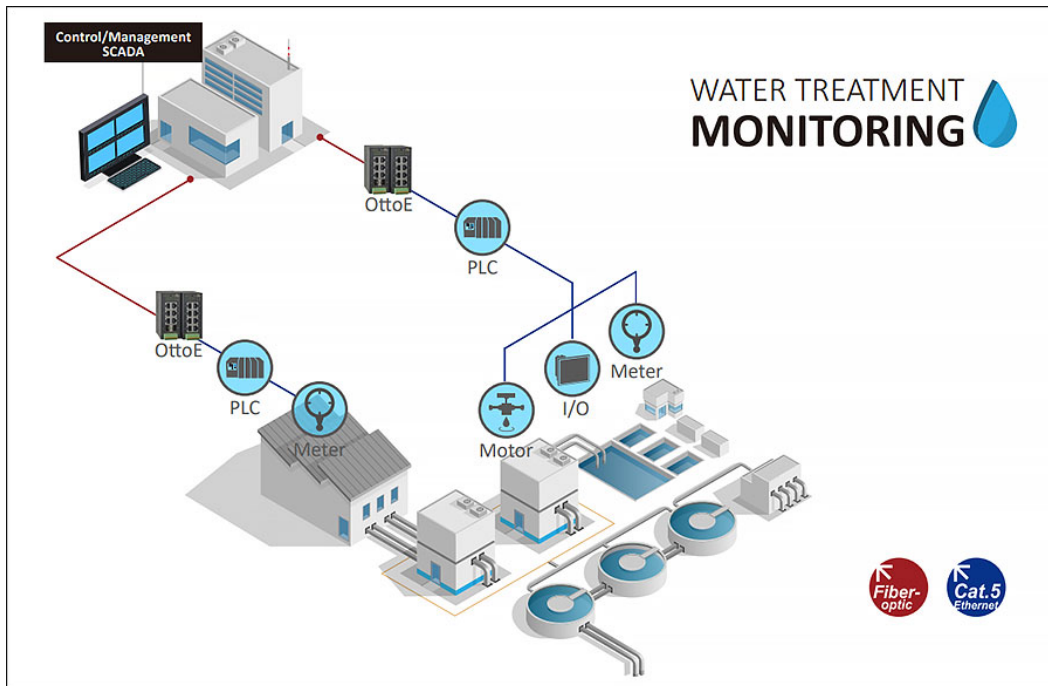 Control/Management
SCADA
WATER TREATMENT
MONITORING
OttoE
PLC
OttoE
PLC
Meter
Meter
I/O
Motor
Fiber-
optic
Cat.5
Ethernet